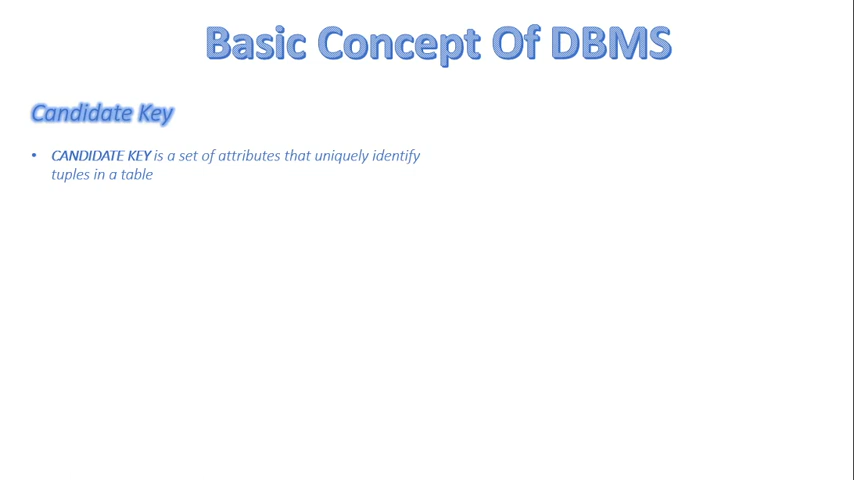 Basic Concept Of DBMS
Candidate Key
• CANDIDATE KEY is a set of attributes that uniquely identify
tuples in a table